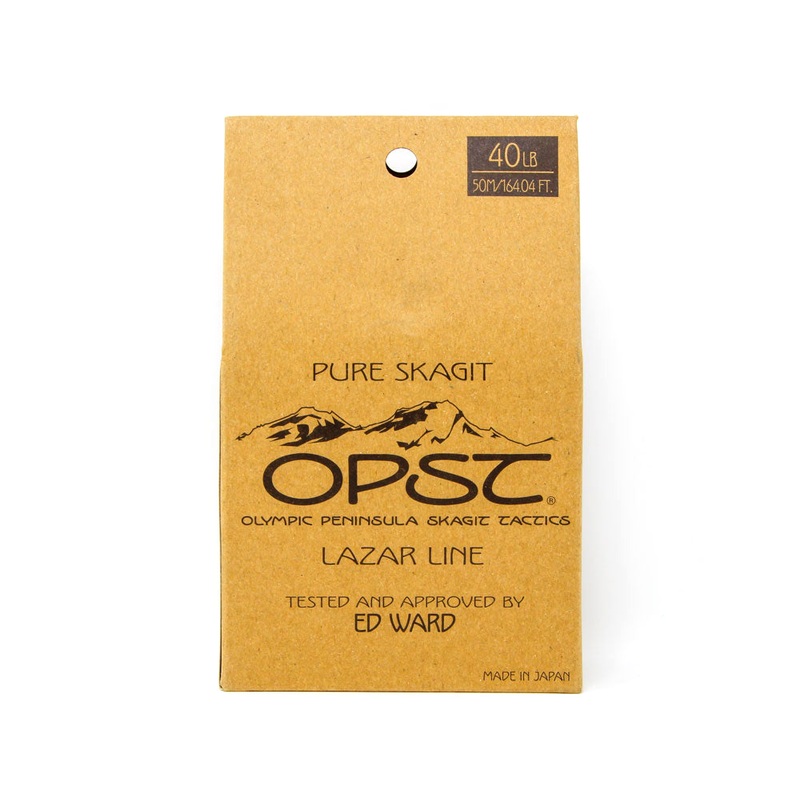 40LB
50M/164.04 FT.
PURE SKAGIT
OPST®
OLYMPIC PENINSULA SKAGIT TACTICS
LAZAR LINE
TESTED AND APPROVED BY
ED WARD
MADE IN JAPAN